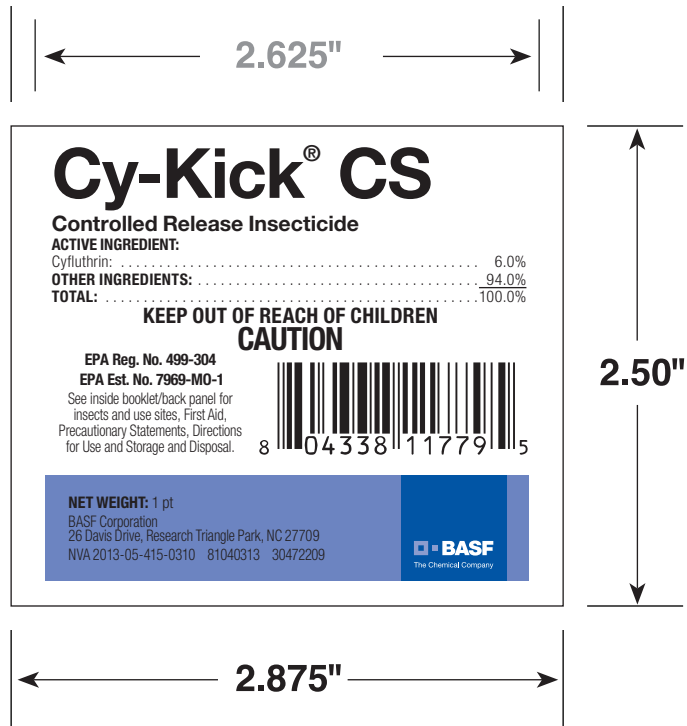 2.625"
Cy-Kick® CS
Controlled Release Insecticide
ACTIVE INGREDIENT:
Cyfluthrin: . . . . . . . . . . . . . . . . . . . . . . . . . . . . . . . . . . . . . . . . . . . . . . . 6.0%
OTHER INGREDIENTS: . . . . . . . . . . . . . . . . . . . . . . . . . . . . . . . . . . . . . 94.0%
TOTAL: . . . . . . . . . . . . . . . . . . . . . . . . . . . . . . . . . . . . . . . . . . . . . . . . .100.0%
KEEP OUT OF REACH OF CHILDREN
CAUTION
EPA Reg. No. 499-304
EPA Est. No. 7969-MO-1
See inside booklet/back panel for
insects and use sites, First Aid,
Precautionary Statements, Directions
for Use and Storage and Disposal.
8 04338 11779 5
NET WEIGHT: 1 pt
BASF Corporation
26 Davis Drive, Research Triangle Park, NC 27709
NVA 2013-05-415-0310 81040313 30472209
BASF
The Chemical Company
2.50"
2.875"